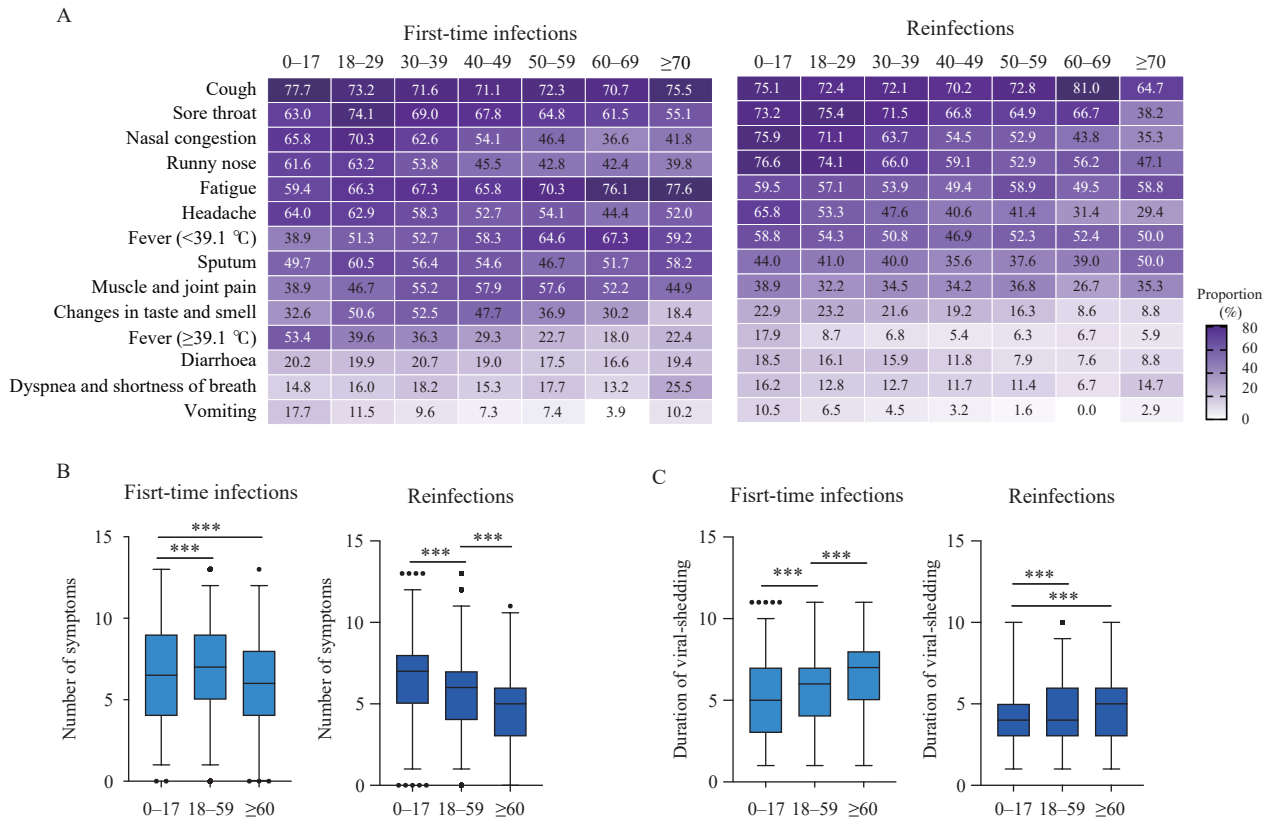 A
First-time infections
Reinfections
0–17 18–29 30–39 40–49 50–59 60–69 ≥70 0–17 18–29 30–39 40–49 50–59 60–69 ≥70
Cough 77.7 73.2 71.6 71.1 72.3 70.7 75.5 75.1 72.4 72.1 70.2 72.8 81.0 64.7
Sore throat 63.0 74.1 69.0 67.8 64.8 61.5 55.1 73.2 75.4 71.5 66.8 64.9 66.7 38.2
Nasal congestion 65.8 70.3 62.6 54.1 46.4 36.6 41.8 75.9 71.1 63.7 54.5 52.9 43.8 35.3
Runny nose 61.6 63.2 53.8 45.5 42.8 42.4 39.8 76.6 74.1 66.0 59.1 52.9 56.2 47.1
Fatigue 59.4 66.3 67.3 65.8 70.3 76.1 77.6 59.5 57.1 53.9 49.4 58.9 49.5 58.8
Headache 64.0 62.9 58.3 52.7 54.1 44.4 52.0 65.8 53.3 47.6 40.6 41.4 31.4 29.4
Fever (<39.1 ℃) 38.9 51.3 52.7 58.3 64.6 67.3 59.2 58.8 54.3 50.8 46.9 52.3 52.4 50.0
Sputum 49.7 60.5 56.4 54.6 46.7 51.7 58.2 44.0 41.0 40.0 35.6 37.6 39.0 50.0
Muscle and joint pain 38.9 46.7 55.2 57.9 57.6 52.2 44.9 38.9 32.2 34.5 34.2 36.8 26.7 35.3
Changes in taste and smell 32.6 50.6 52.5 47.7 36.9 30.2 18.4 22.9 23.2 21.6 19.2 16.3 8.6 8.8
Fever (≥39.1 ℃) 53.4 39.6 36.3 29.3 22.7 18.0 22.4 17.9 8.7 6.8 5.4 6.3 6.7 5.9
Diarrhoea 20.2 19.9 20.7 19.0 17.5 16.6 19.4 18.5 16.1 15.9 11.8 7.9 7.6 8.8
Dyspnea and shortness of breath 14.8 16.0 18.2 15.3 17.7 13.2 25.5 16.2 12.8 12.7 11.7 11.4 6.7 14.7
Vomiting 17.7 11.5 9.6 7.3 7.4 3.9 10.2 10.5 6.5 4.5 3.2 1.6 0.0 2.9
Proportion
(%)
80
60
40
20
0
B
Fisrt-time infections
Number of symptoms
15
10
5
0
***
***
0–17 18–59 ≥60
Reinfections
Number of symptoms
15
10
5
0
***
***
0–17 18–59 ≥60
C
Fisrt-time infections
Duration of viral-shedding
15
10
5
0
***
***
0–17 18–59 ≥60
Reinfections
Duration of viral-shedding
15
10
5
0
***
***
0–17 18–59 ≥60